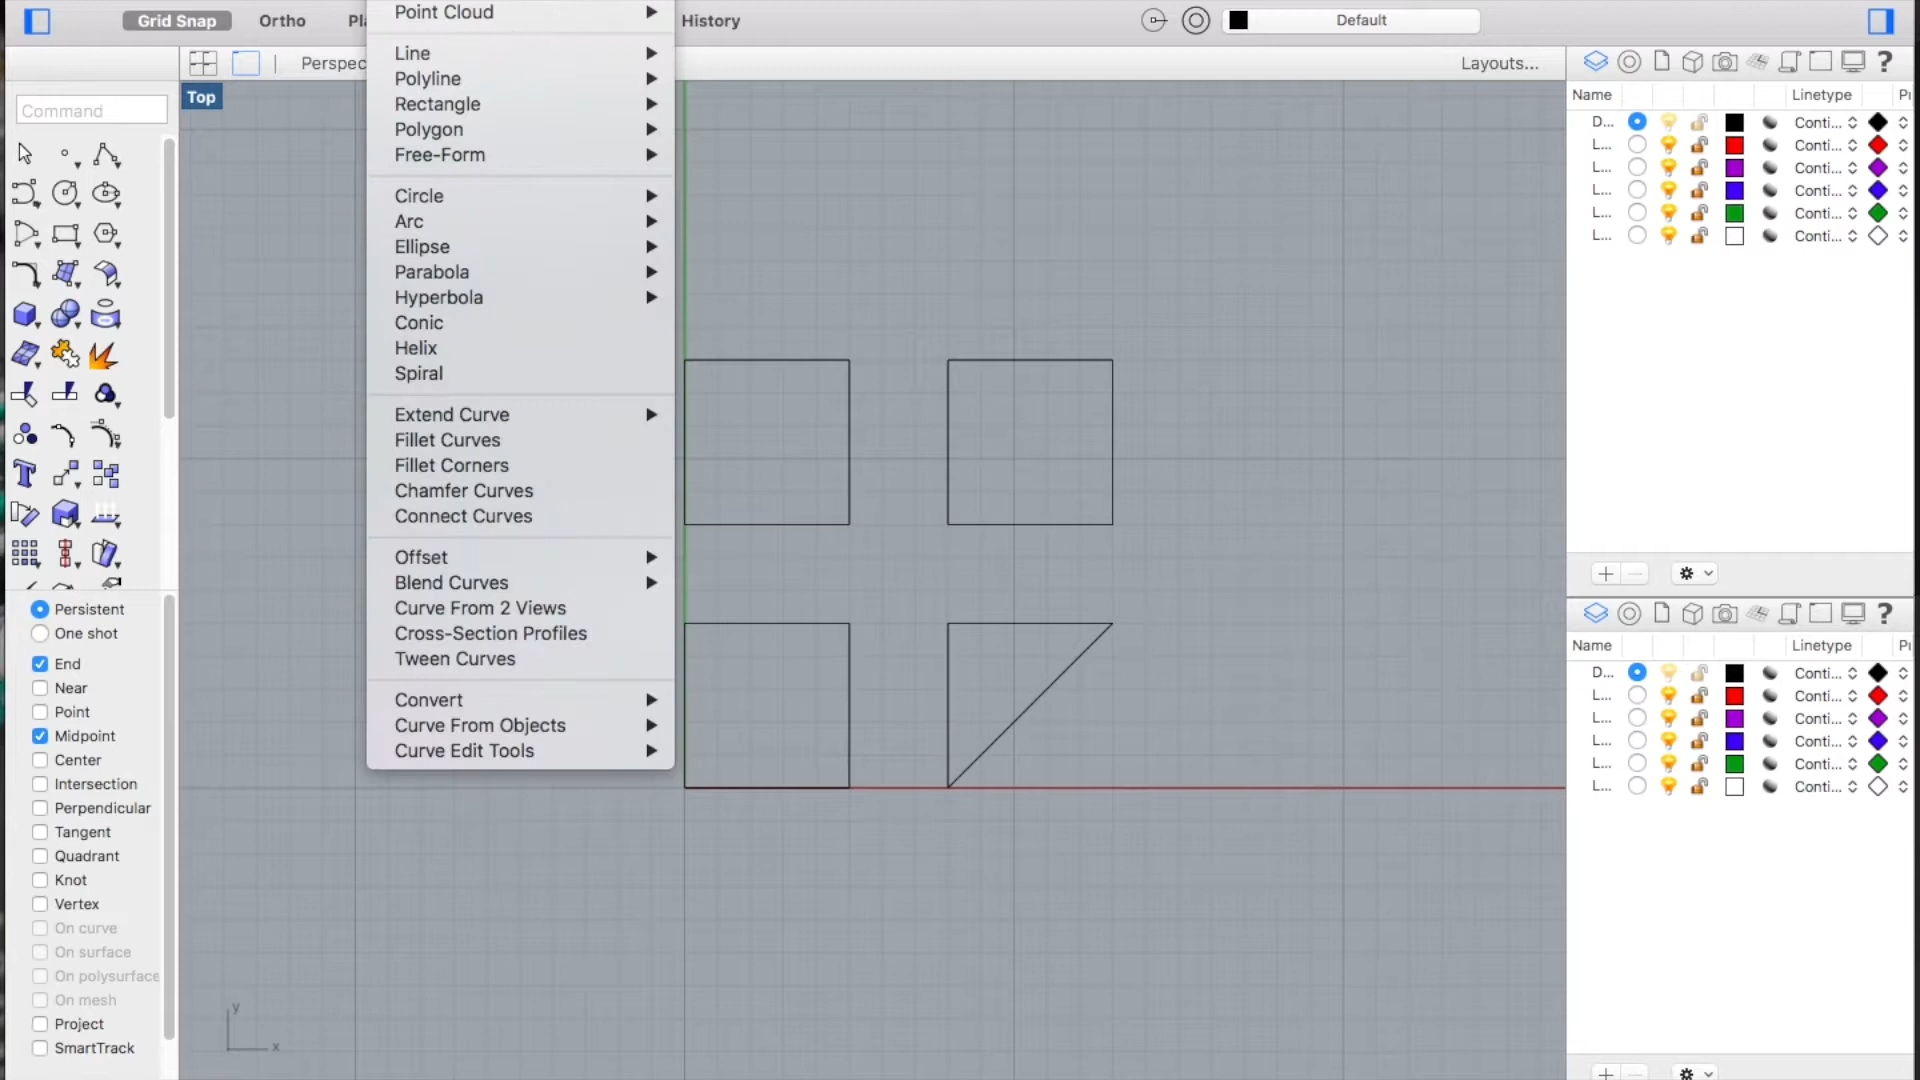 Grid Snap
Ortho
History
Default
Perspec
Layouts...
Top
Command
Point Cloud
Line
Polyline
Rectangle
Polygon
Free-Form
Circle
Arc
Ellipse
Parabola
Hyperbola
Conic
Helix
Spiral
Extend Curve
Fillet Curves
Fillet Corners
Chamfer Curves
Connect Curves
Offset
Blend Curves
Curve From 2 Views
Cross-Section Profiles
Tween Curves
Convert
Curve From Objects
Curve Edit Tools
Persistent
One shot
End
Near
Point
Midpoint
Center
Intersection
Perpendicular
Tangent
Quadrant
Knot
Vertex
On curve
On surface
On polysurface
On mesh
Project
SmartTrack
y
x
Name Linetype
D... Conti...
L... Conti...
L... Conti...
L... Conti...
L... Conti...
L... Conti...
Name Linetype
D... Conti...
L... Conti...
L... Conti...
L... Conti...
L... Conti...
L... Conti...